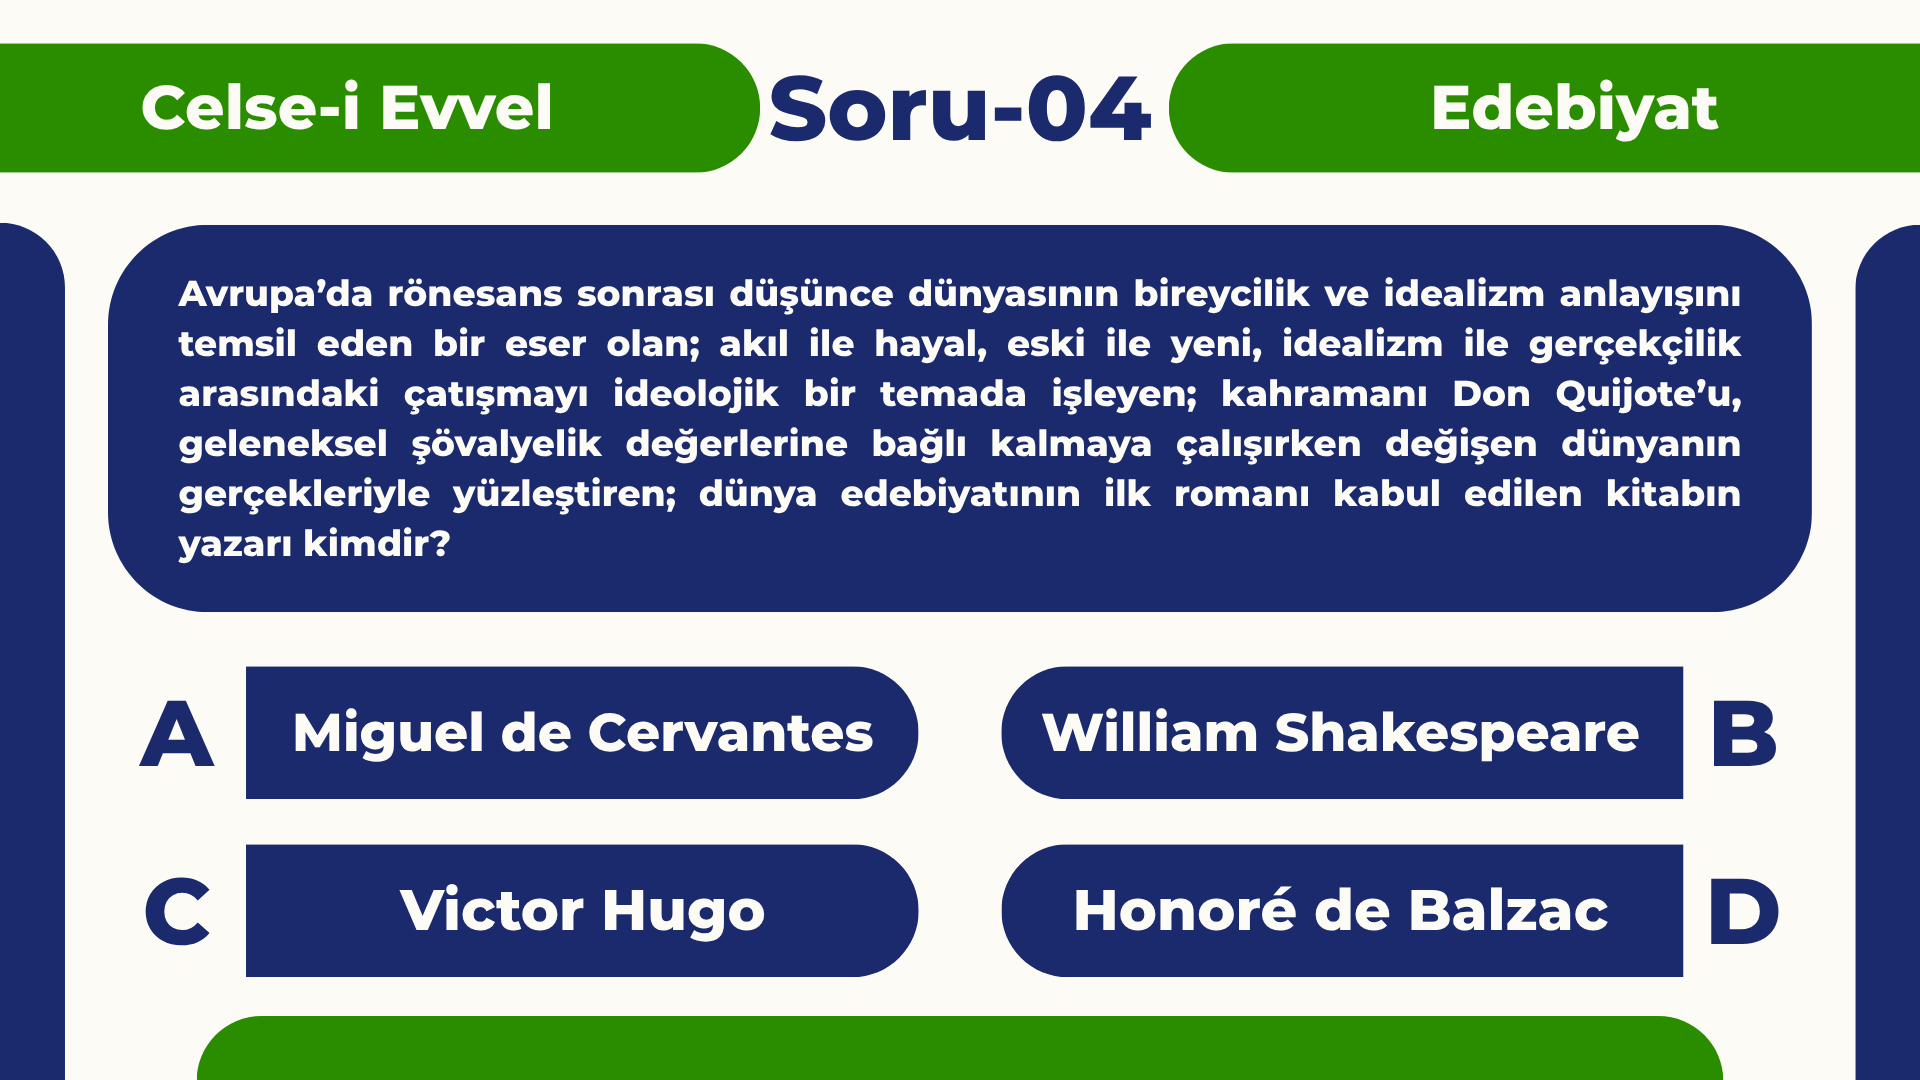 Celse-i Evvel
Soru-04
Edebiyat
Avrupa’da rönesans sonrası düşünce dünyasının bireycilik ve idealizm anlayışını
temsil eden bir eser olan; akıl ile hayal, eski ile yeni, idealizm ile gerçekçilik
arasındaki çatışmayı ideolojik bir temada işleyen; kahramanı Don Quijote’u,
geleneksel şövalyelik değerlerine bağlı kalmaya çalışırken değişen dünyanın
gerçekleriyle yüzleştiren; dünya edebiyatının ilk romanı kabul edilen kitabın
yazarı kimdir?
A Miguel de Cervantes
William Shakespeare B
C Victor Hugo
Honoré de Balzac D